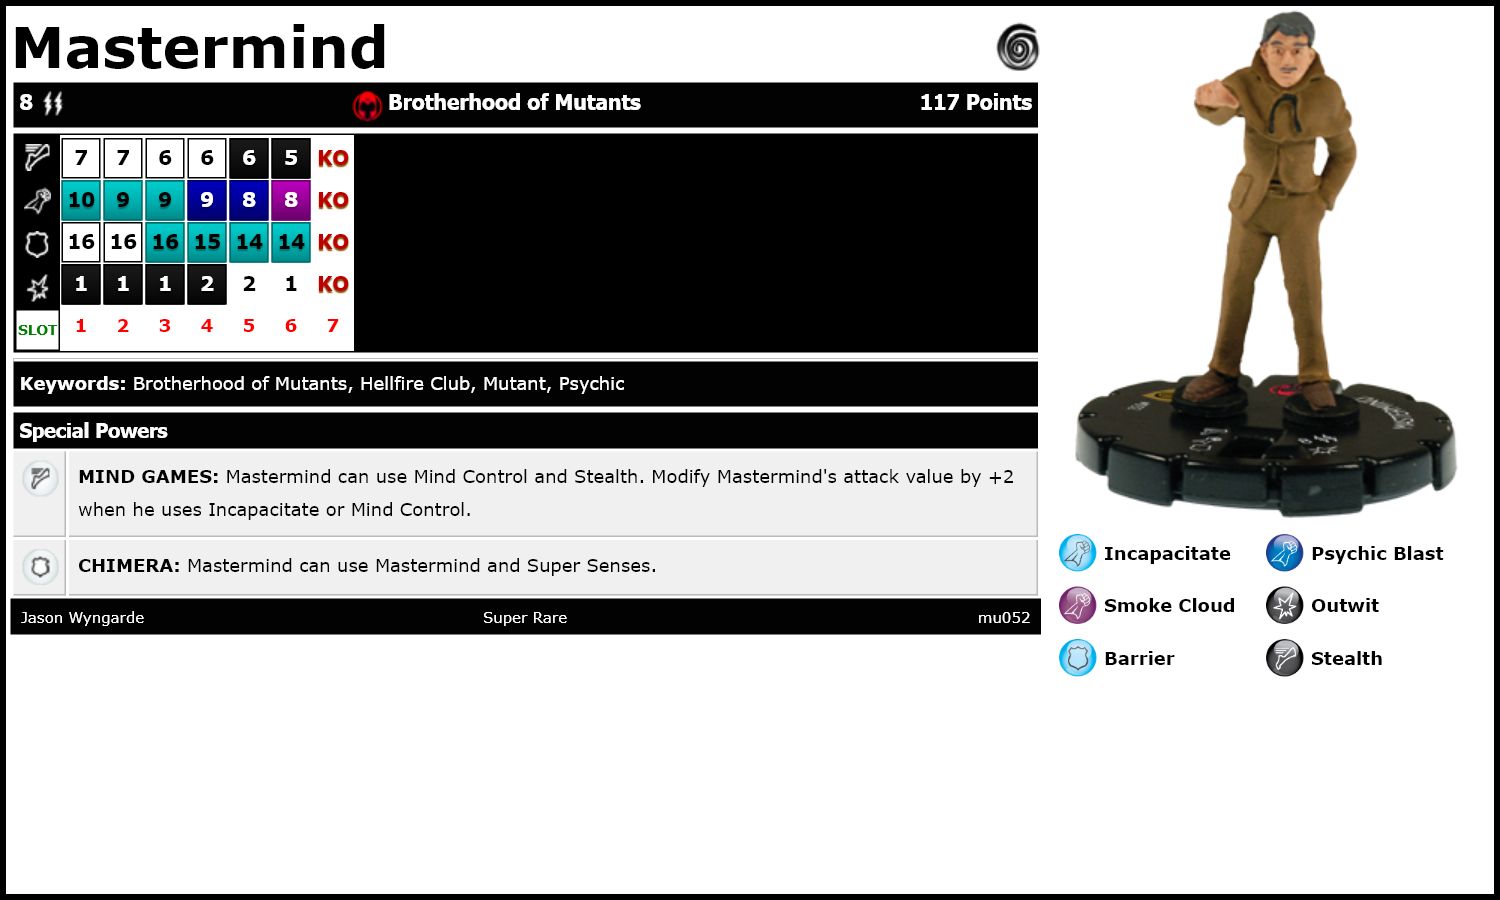 Mastermind
8 Brotherhood of Mutants 117 Points
7 7 6 6 6 5 KO
10 9 9 9 8 8 KO
16 16 16 15 14 14 KO
1 1 1 2 2 1 KO
SLOT 1 2 3 4 5 6 7
Keywords: Brotherhood of Mutants, Hellfire Club, Mutant, Psychic
Special Powers
MIND GAMES: Mastermind can use Mind Control and Stealth. Modify Mastermind's attack value by +2
when he uses Incapacitate or Mind Control.
CHIMERA: Mastermind can use Mastermind and Super Senses.
Jason Wyngarde Super Rare mu052
MASTERMIND
Incapacitate Psychic Blast
Smoke Cloud Outwit
Barrier Stealth